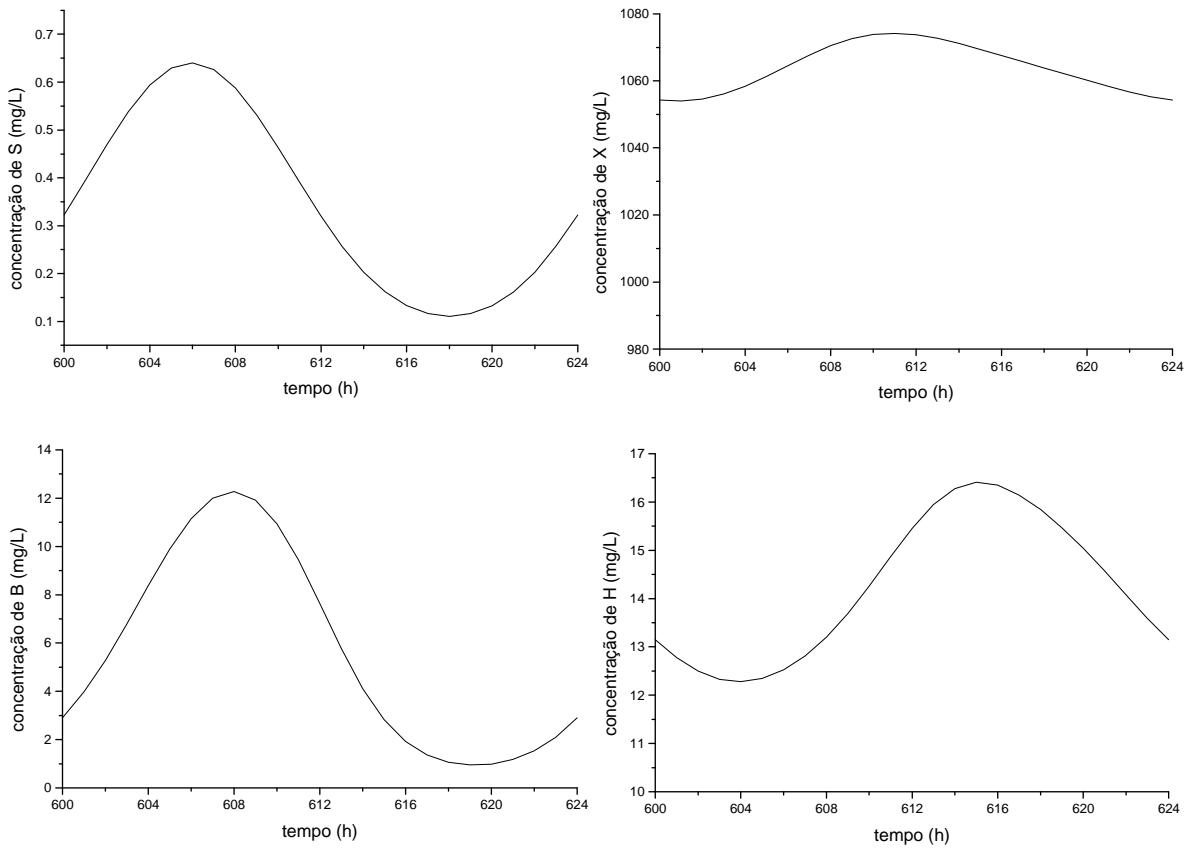 0.7
0.6
0.5
0.4
0.3
0.2
0.1
600 604 608 612 616 620 624
concentração de S (mg/L)
tempo (h)
1080
1060
1040
1020
1000
980
600 604 608 612 616 620 624
concentração de X (mg/L)
tempo (h)
14
12
10
8
6
4
2
0
600 604 608 612 616 620 624
concentração de B (mg/L)
tempo (h)
17
16
15
14
13
12
11
10
600 604 608 612 616 620 624
concentração de H (mg/L)
tempo (h)